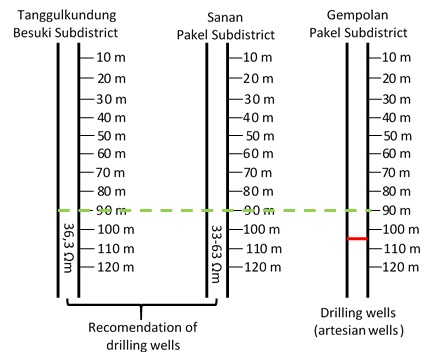 Tanggulkundung
Besuki Subdistrict
10 m
20 m
30 m
40 m
50 m
60 m
70 m
80 m
90 m
100 m
110 m
120 m
36,3 Ωm
Sanan
Pakel Subdistrict
10 m
20 m
30 m
40 m
50 m
60 m
70 m
80 m
90 m
100 m
110 m
120 m
33-63 Ωm
Gempolan
Pakel Subdistrict
10 m
20 m
30 m
40 m
50 m
60 m
70 m
80 m
90 m
100 m
110 m
120 m
Recomendation of
drilling wells
Drilling wells
(artesian wells)